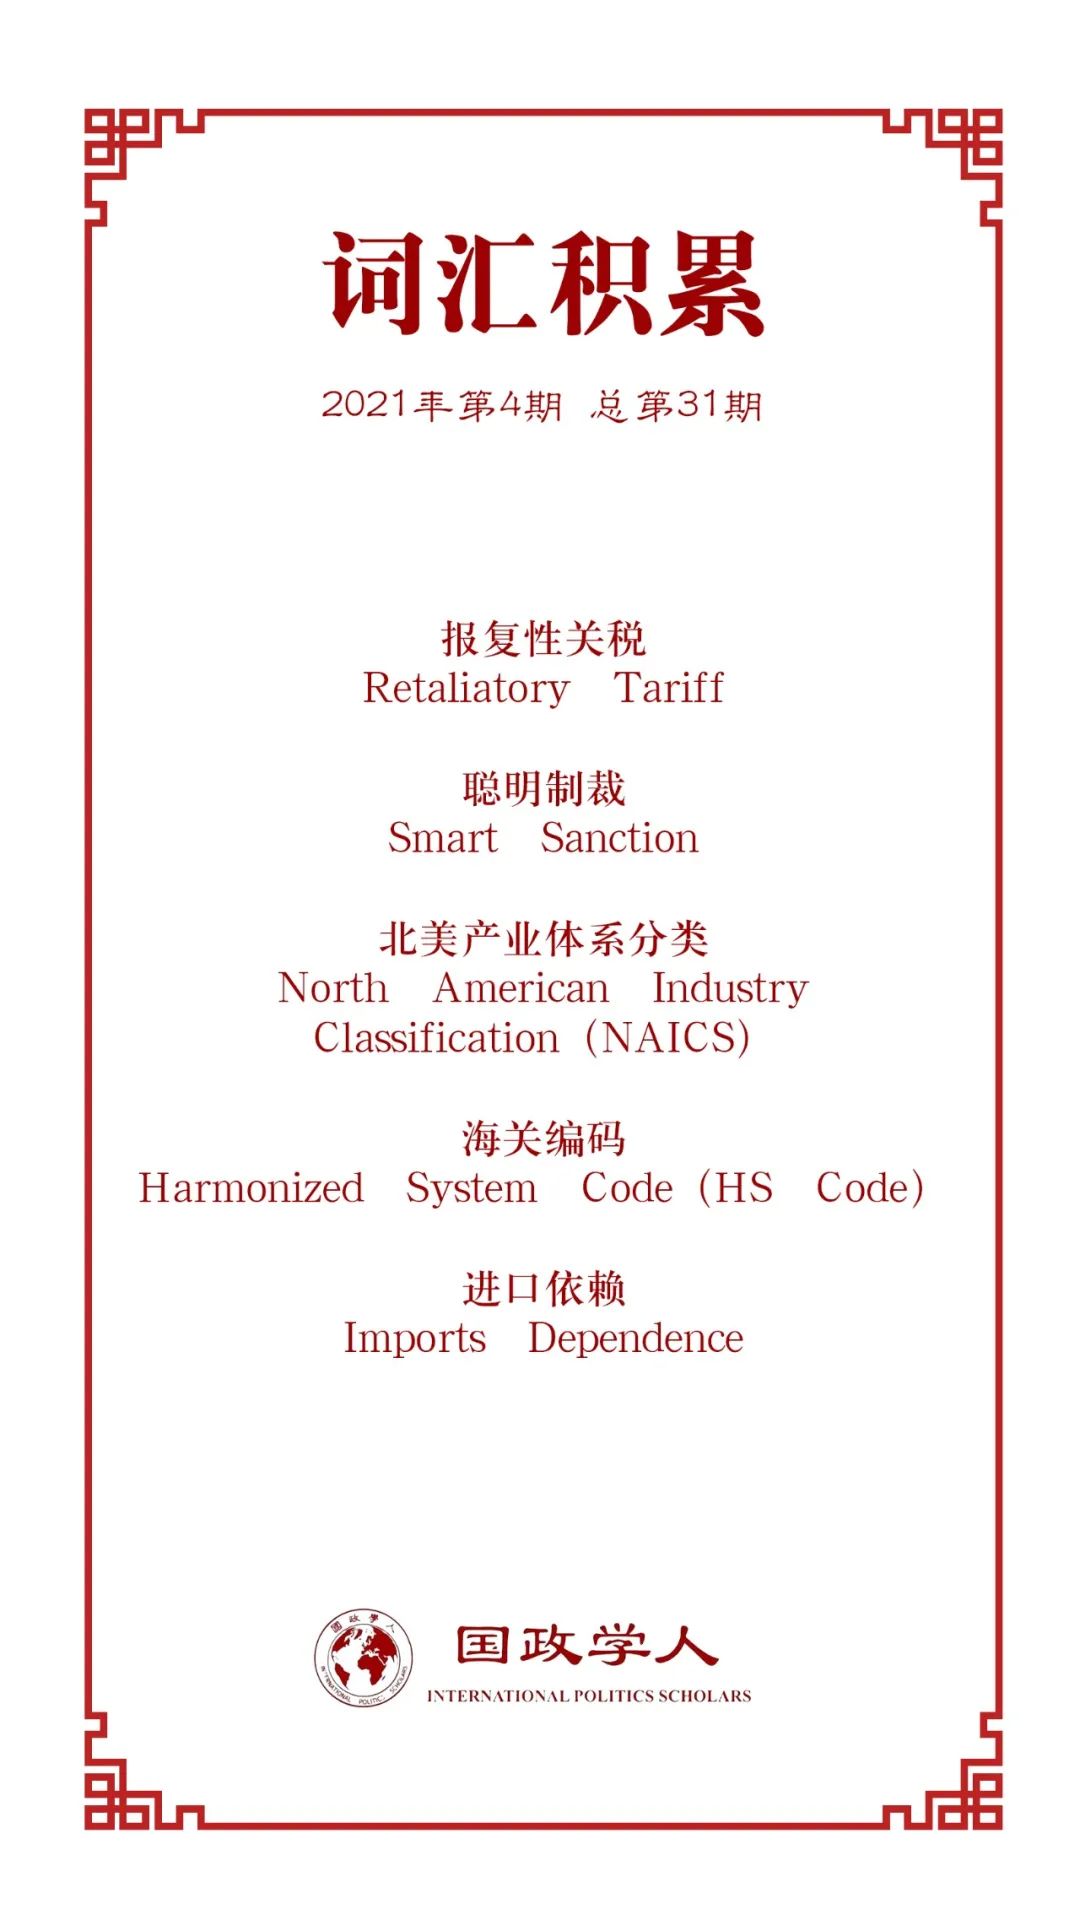 词汇积累
2021年第4期 总第31期
报复性关税
Retaliatory Tariff
聪明制裁
Smart Sanction
北美产业体系分类
North American Industry
Classification（NAICS）
海关编码
Harmonized System Code（HS Code）
进口依赖
Imports Dependence
國政學人
INTERNATIONAL POLITICS SCHOLARS
国政学人
INTERNATIONAL POLITICS SCHOLARS